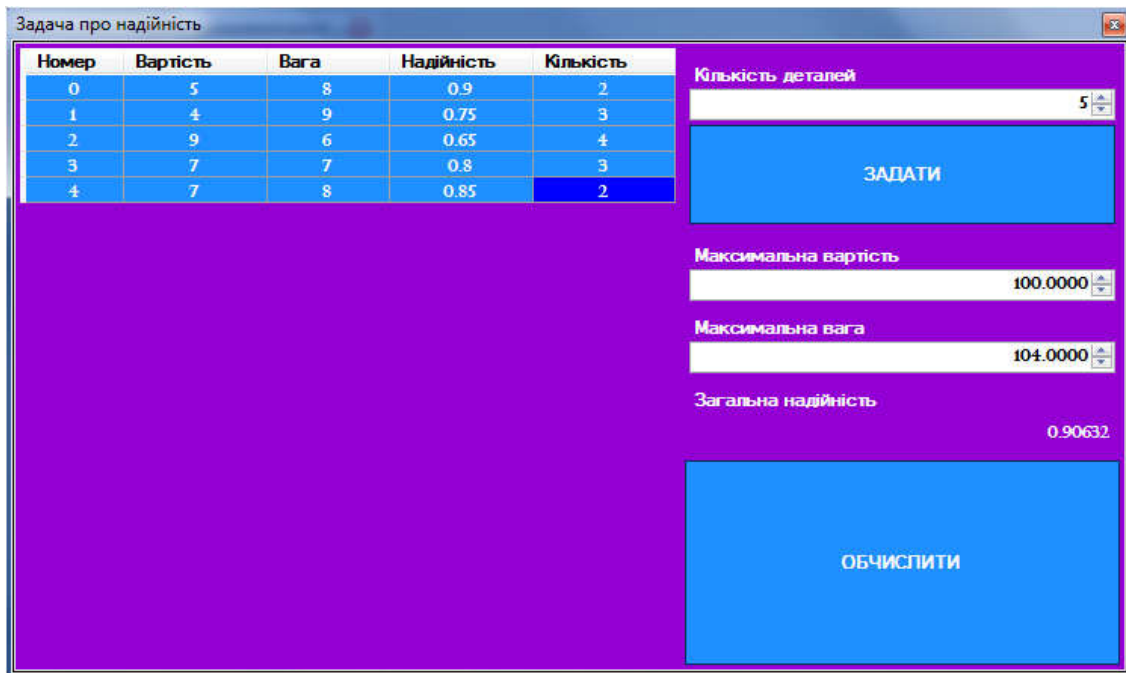 Задача про надійність
Номер Вартість Вага Надійність Кількість
0 5 8 0.9 2
1 4 9 0.75 3
2 9 6 0.65 4
3 7 7 0.8 3
4 7 8 0.85 2
Кількість деталей
5
ЗАДАТИ
Максимальна вартість
100.0000
Максимальна вага
104.0000
Загальна надійність
0.90632
ОБЧИСЛИТИ